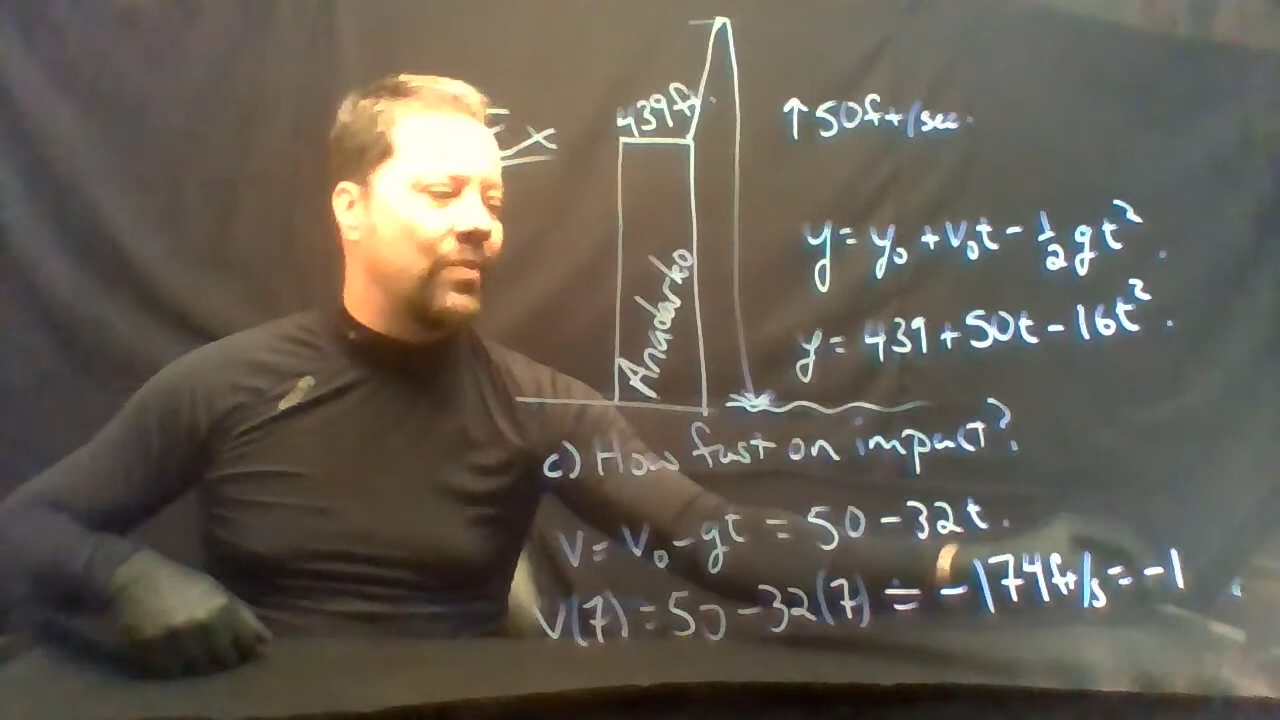 Ex
439ft.
↑50ft/sec.
Anadarko
y = y₀ + v₀t - ½gt².
y = 439 + 50t - 16t².
c) How fast on impact?
v = v₀ - gt = 50 - 32t.
v(7) = 50 - 32(7) = -174ft/s = -1